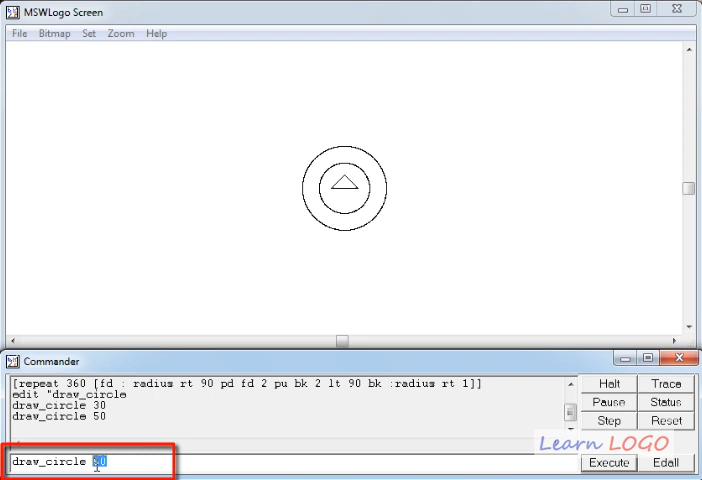 MSWLogo Screen
File Bitmap Set Zoom Help
Commander
[repeat 360 [fd : radius rt 90 pd fd 2 pu bk 2 lt 90 bk :radius rt 1]]
edit "draw_circle
draw_circle 30
draw_circle 50
draw_circle
Halt Trace
Pause Status
Step Reset
Learn LOGO
Execute Edall